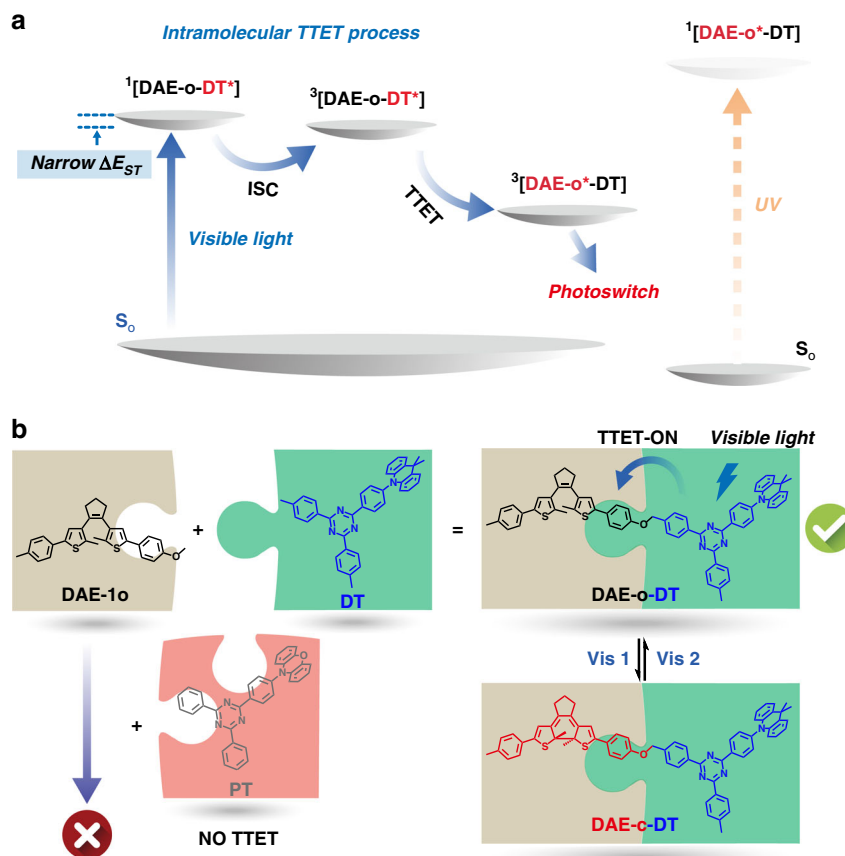 a
Intramolecular TTET process
¹[DAE-o-DT*]
³[DAE-o-DT*]
¹[DAE-o*-DT]
Narrow ΔE_ST
ISC
TTET
³[DAE-o*-DT]
Visible light
UV
Photoswitch
S₀
S₀
b
TTET-ON
Visible light
S
S
O
DAE-1o
+
N
N
N
N
DT
=
S
S
O
N
N
N
N
DAE-o-DT
Vis 1
Vis 2
+
O
N
N
N
N
PT
NO TTET
S
S
O
N
N
N
N
DAE-c-DT